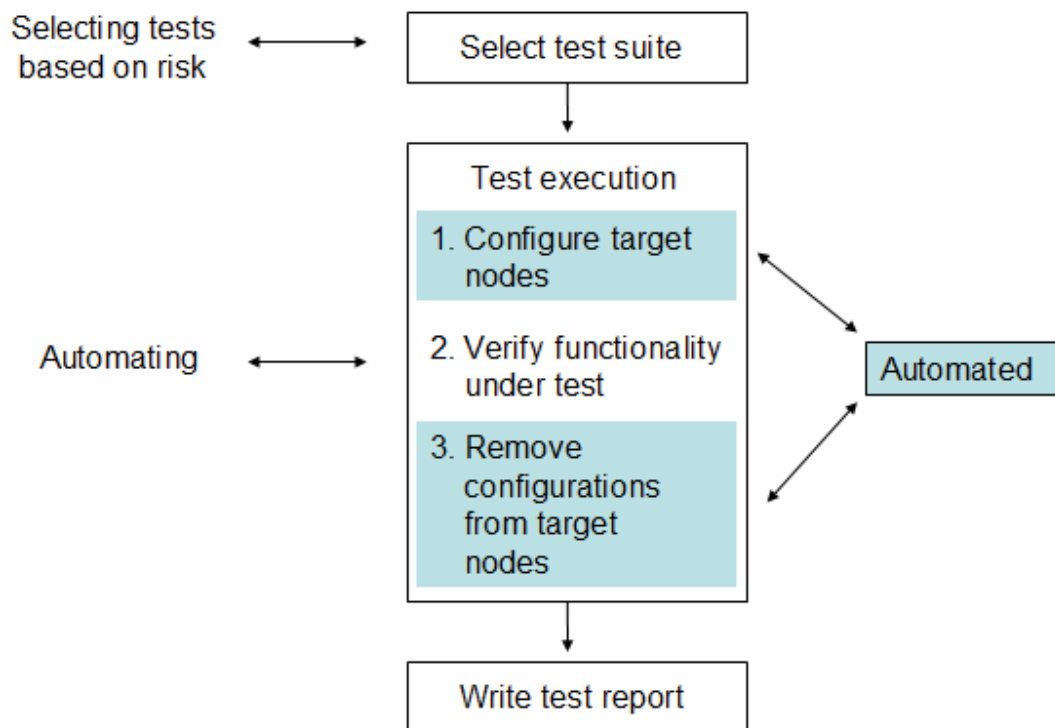 Selecting tests
based on risk
Select test suite
Test execution
1. Configure target
nodes
Automating
2. Verify functionality
under test
Automated
3. Remove
configurations
from target
nodes
Write test report